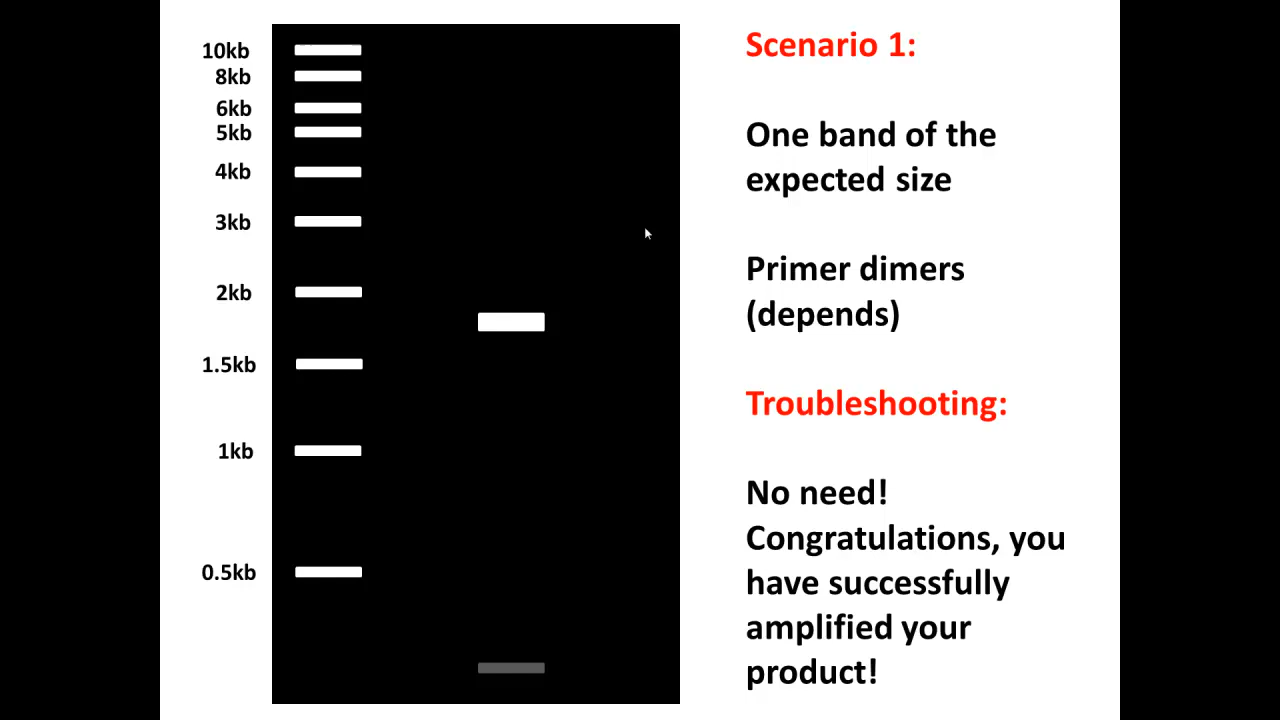 10kb
8kb
6kb
5kb
4kb
3kb
2kb
1.5kb
1kb
0.5kb
Scenario 1:
One band of the
expected size
Primer dimers
(depends)
Troubleshooting:
No need!
Congratulations, you
have successfully
amplified your
product!